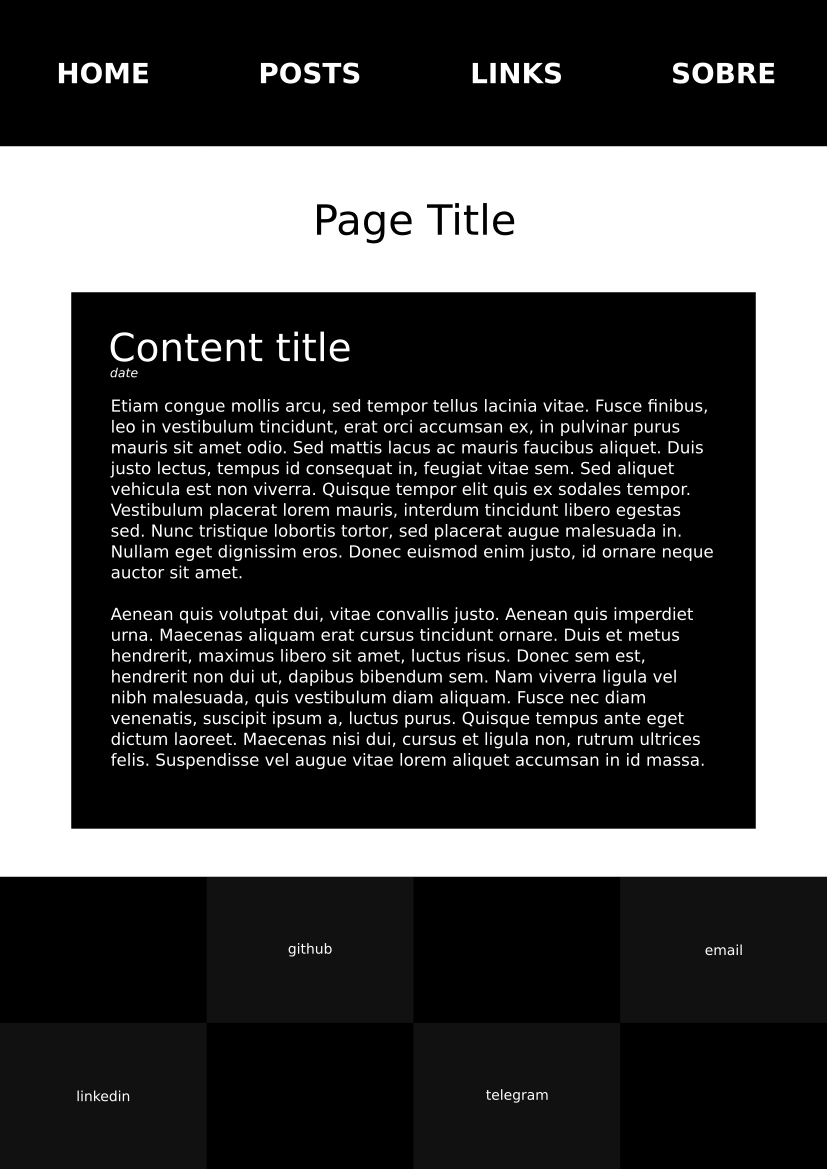 HOME POSTS LINKS SOBRE
Page Title
Content title
date
Etiam congue mollis arcu, sed tempor tellus lacinia vitae. Fusce finibus,
leo in vestibulum tincidunt, erat orci accumsan ex, in pulvinar purus
mauris sit amet odio. Sed mattis lacus ac mauris faucibus aliquet. Duis
justo lectus, tempus id consequat in, feugiat vitae sem. Sed aliquet
vehicula est non viverra. Quisque tempor elit quis ex sodales tempor.
Vestibulum placerat lorem mauris, interdum tincidunt libero egestas
sed. Nunc tristique lobortis tortor, sed placerat augue malesuada in.
Nullam eget dignissim eros. Donec euismod enim justo, id ornare neque
auctor sit amet.
Aenean quis volutpat dui, vitae convallis justo. Aenean quis imperdiet
urna. Maecenas aliquam erat cursus tincidunt ornare. Duis et metus
hendrerit, maximus libero sit amet, luctus risus. Donec sem est,
hendrerit non dui ut, dapibus bibendum sem. Nam viverra ligula vel
nibh malesuada, quis vestibulum diam aliquam. Fusce nec diam
venenatis, suscipit ipsum a, luctus purus. Quisque tempus ante eget
dictum laoreet. Maecenas nisi dui, cursus et ligula non, rutrum ultrices
felis. Suspendisse vel augue vitae lorem aliquet accumsan in id massa.
github email
linkedin telegram